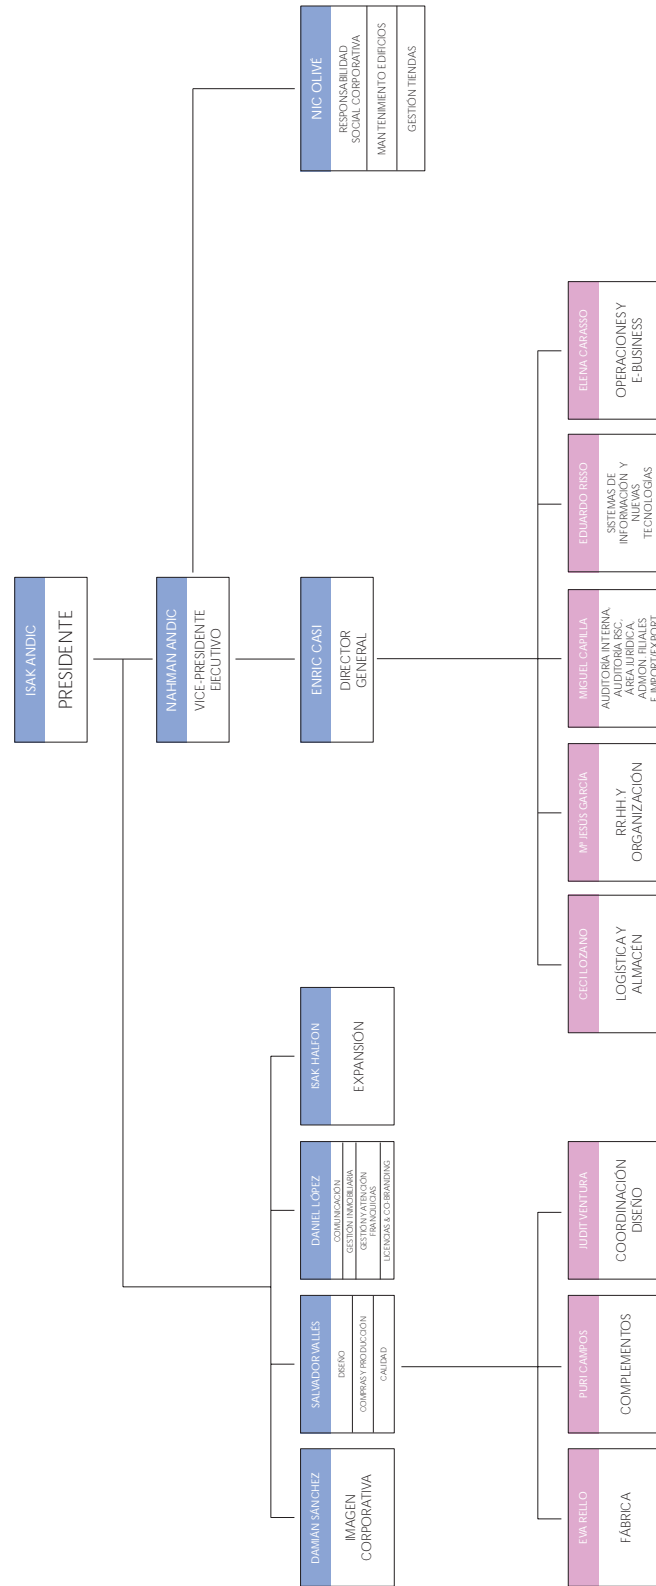 ISAK ANDIC
PRESIDENTE
NAHMAN ANDIC
VICE-PRESIDENTE
EJECUTIVO
DAMIÁN SÁNCHEZ
IMAGEN
CORPORATIVA
SALVADOR VALLÉS
DISEÑO
COMPRAS Y PRODUCCIÓN
CALIDAD
DANIEL LÓPEZ
COMUNICACIÓN
GESTIÓN INMOBILIARIA
GESTIÓN Y ATENCIÓN
FRANQUICIAS
LICENCIAS & CO-BRANDING
ISAK HALFON
EXPANSIÓN
ENRIC CASI
DIRECTOR
GENERAL
NIC OLIVÉ
RESPONSABILIDAD
SOCIAL CORPORATIVA
MANTENIMIENTO EDIFICIOS
GESTIÓN TIENDAS
EVA RELLO
FÁBRICA
PURI CAMPOS
COMPLEMENTOS
JUDIT VENTURA
COORDINACIÓN
DISEÑO
CECI LOZANO
LOGÍSTICA Y
ALMACÉN
Mª JESÚS GARCÍA
RR.HH. Y
ORGANIZACIÓN
MIGUEL CAPILLA
AUDITORÍA INTERNA,
AUDITORÍA RSC,
ÁREA JURÍDICA,
ADMON. FILIALES
E IMPORT/EXPORT
EDUARDO RISSO
SISTEMAS DE
INFORMACIÓN Y
NUEVAS
TECNOLOGÍAS
ELENA CARASSO
OPERACIONES Y
E-BUSINESS